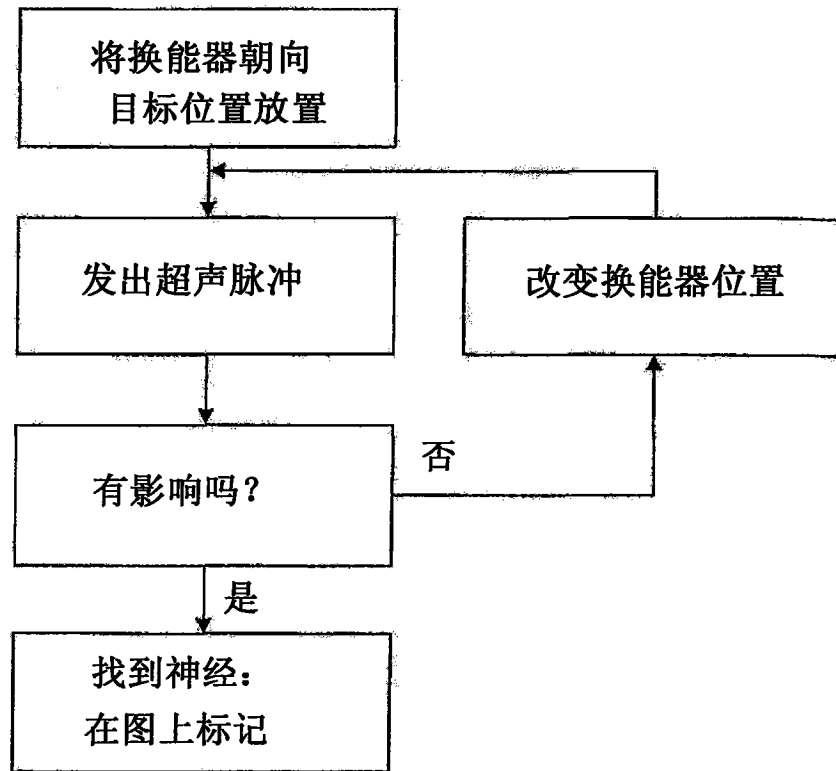 将换能器朝向
目标位置放置
发出超声脉冲
改变换能器位置
有影响吗？
否
是
找到神经：
在图上标记